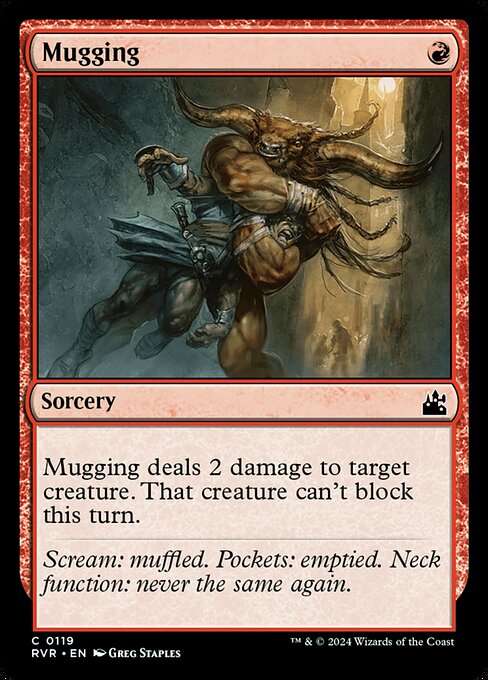 Mugging
Sorcery
Mugging deals 2 damage to target
creature. That creature can't block
this turn.
Scream: muffled. Pockets: emptied. Neck
function: never the same again.
C 0119
RVR • EN Greg Staples
™ & © 2024 Wizards of the Coast